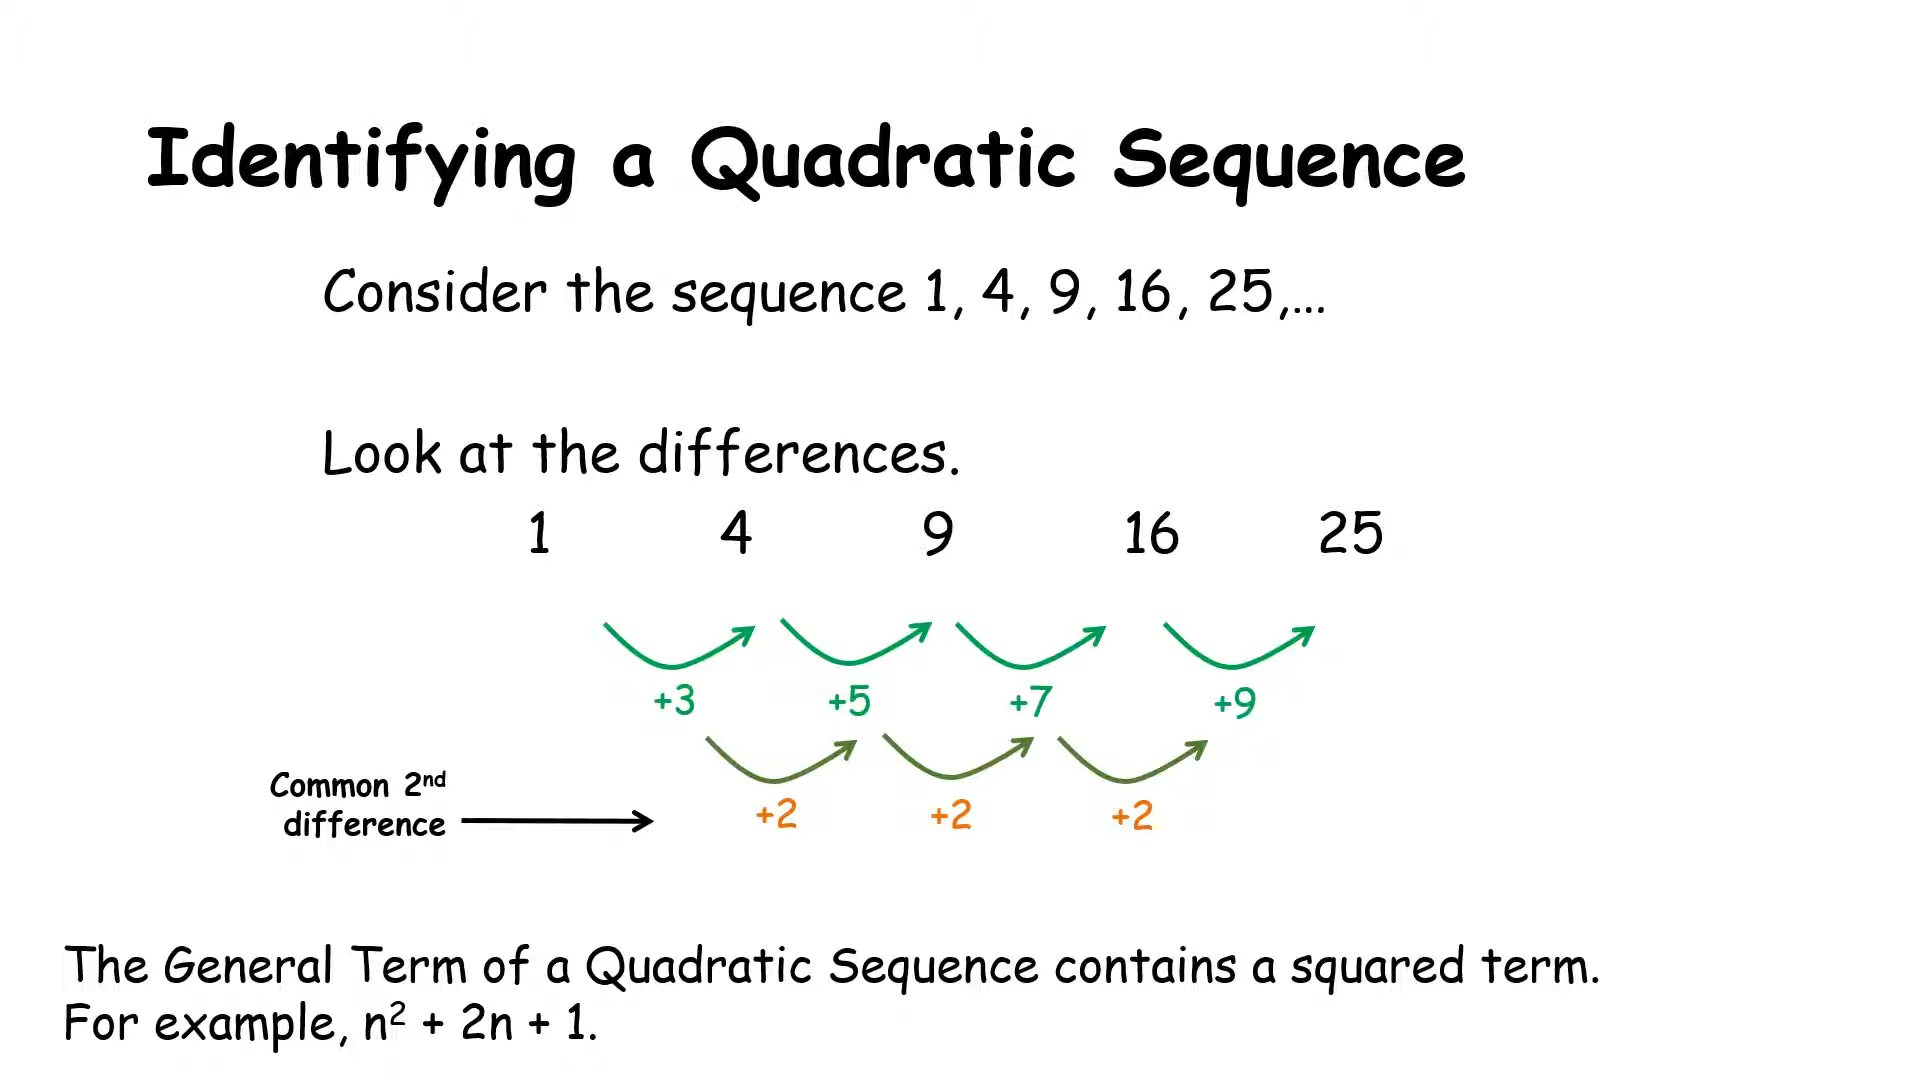 Identifying a Quadratic Sequence
Consider the sequence 1, 4, 9, 16, 25,...
Look at the differences.
1 4 9 16 25
+3 +5 +7 +9
Common 2nd
difference
+2 +2 +2
The General Term of a Quadratic Sequence contains a squared term.
For example, n² + 2n + 1.